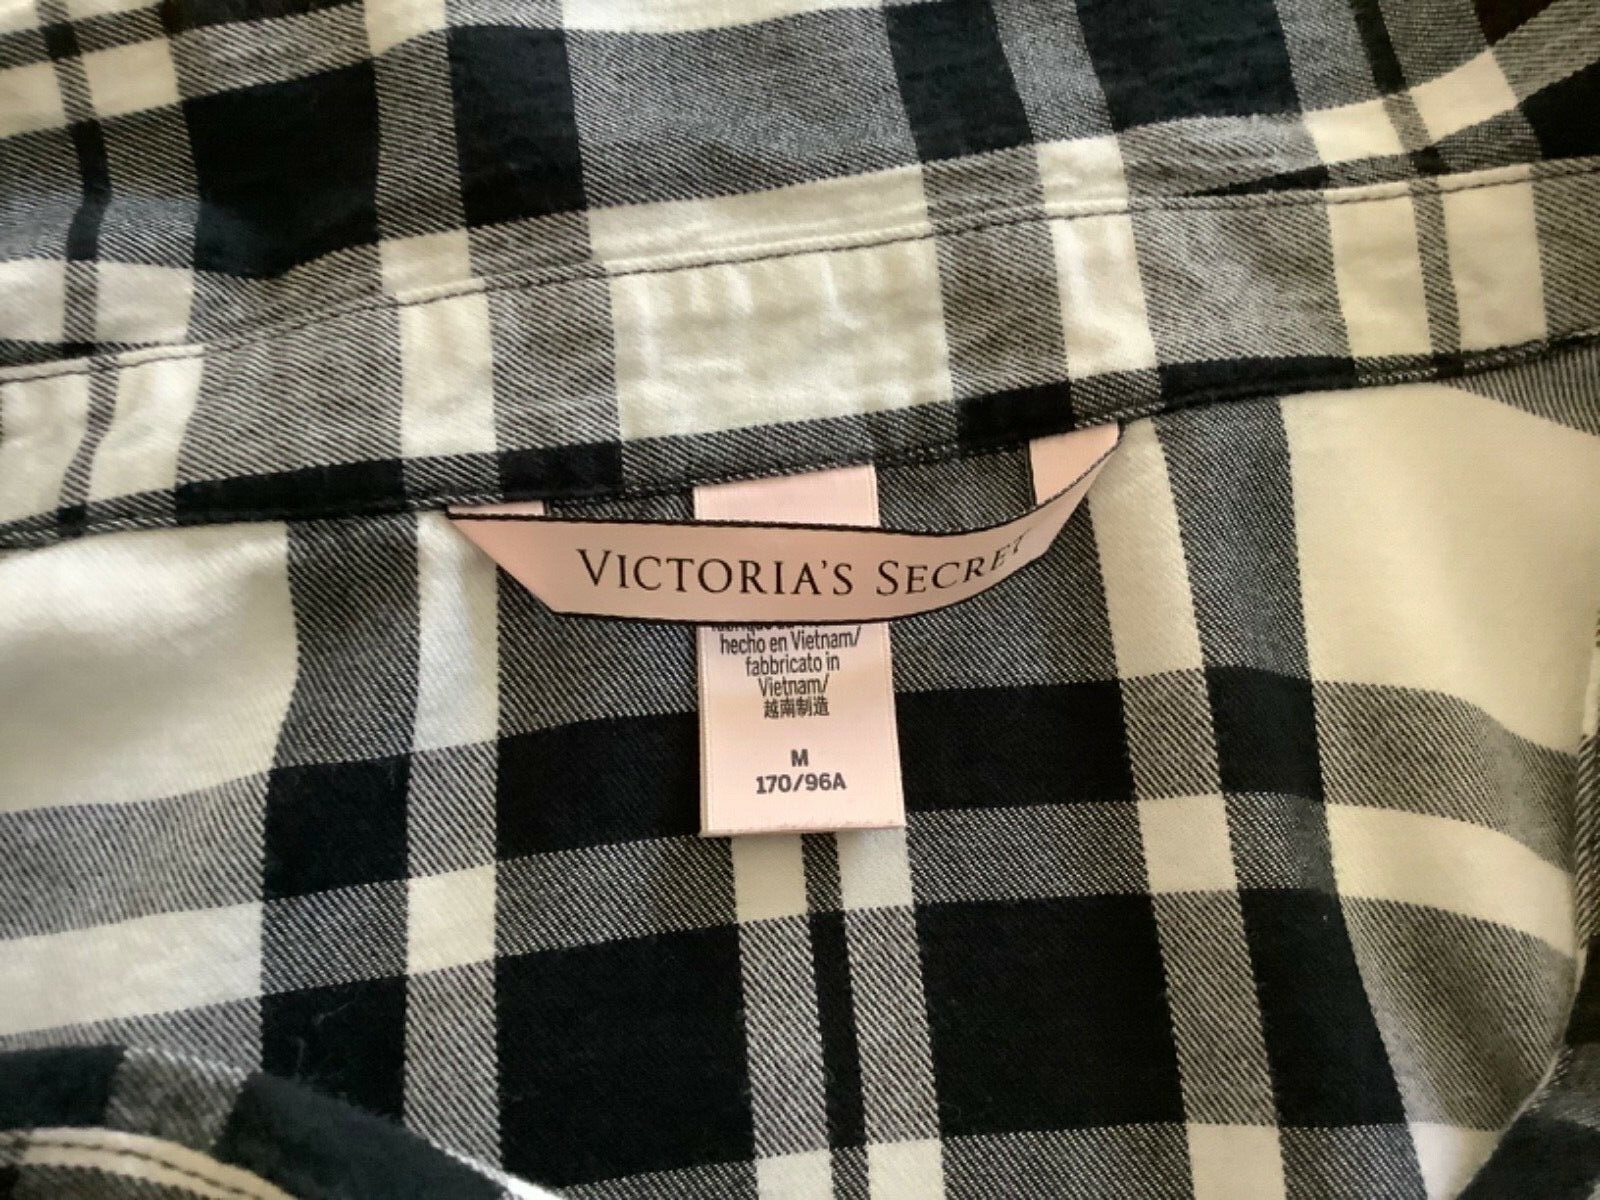 VICTORIA'S SECRET
hecho en Vietnam/
fabbricato in
Vietnam/
越南制造
M
170/96A